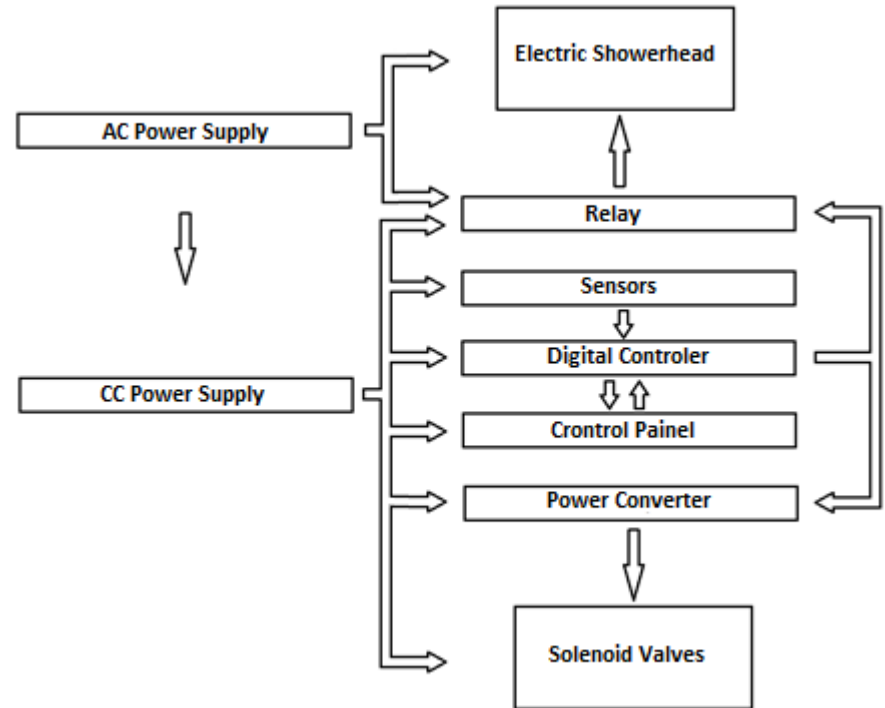 Electric Showerhead
AC Power Supply
Relay
Sensors
Digital Controler
CC Power Supply
Crontrol Painel
Power Converter
Solenoid Valves